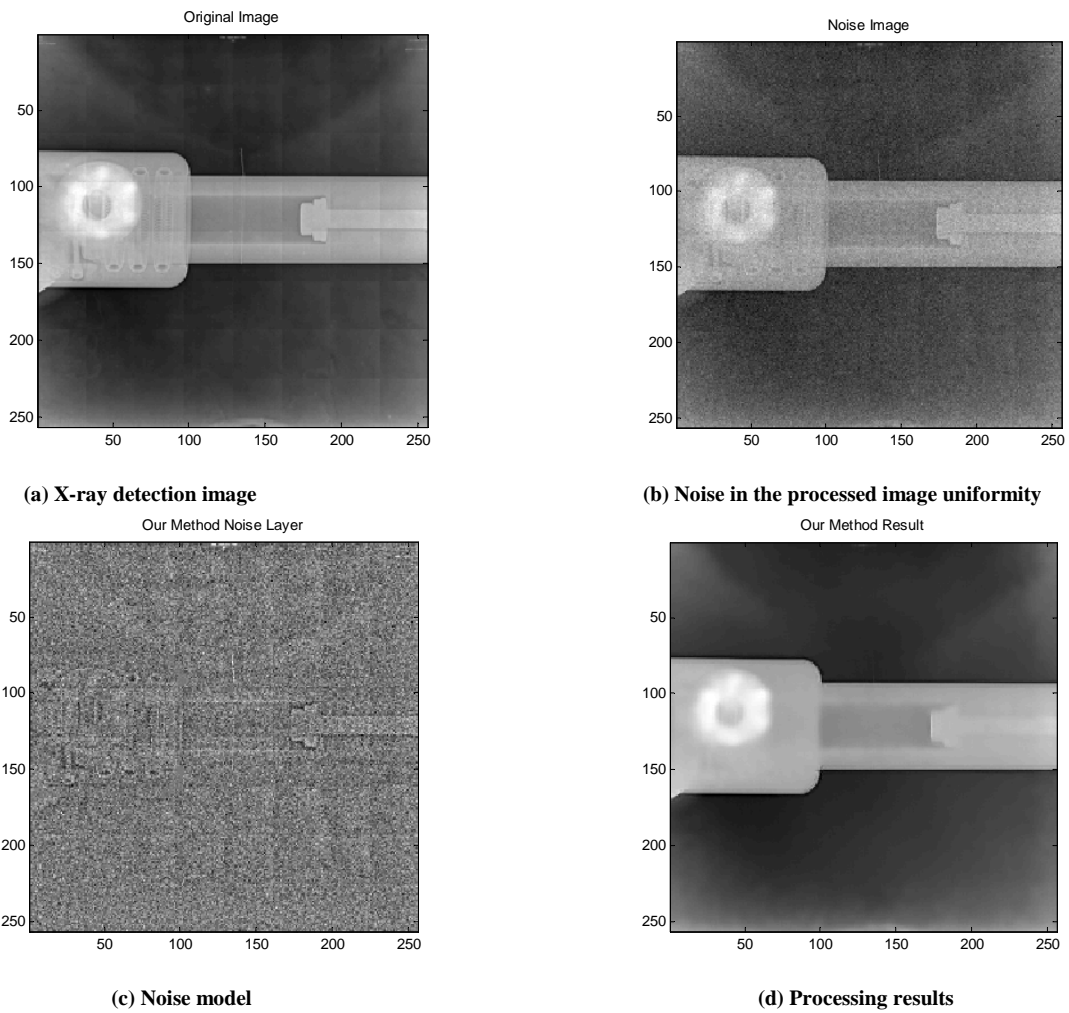 Original Image
50
100
150
200
250
50 100 150 200 250
(a) X-ray detection image
Noise Image
50
100
150
200
250
50 100 150 200 250
(b) Noise in the processed image uniformity
Our Method Noise Layer
50
100
150
200
250
50 100 150 200 250
(c) Noise model
Our Method Result
50
100
150
200
250
50 100 150 200 250
(d) Processing results